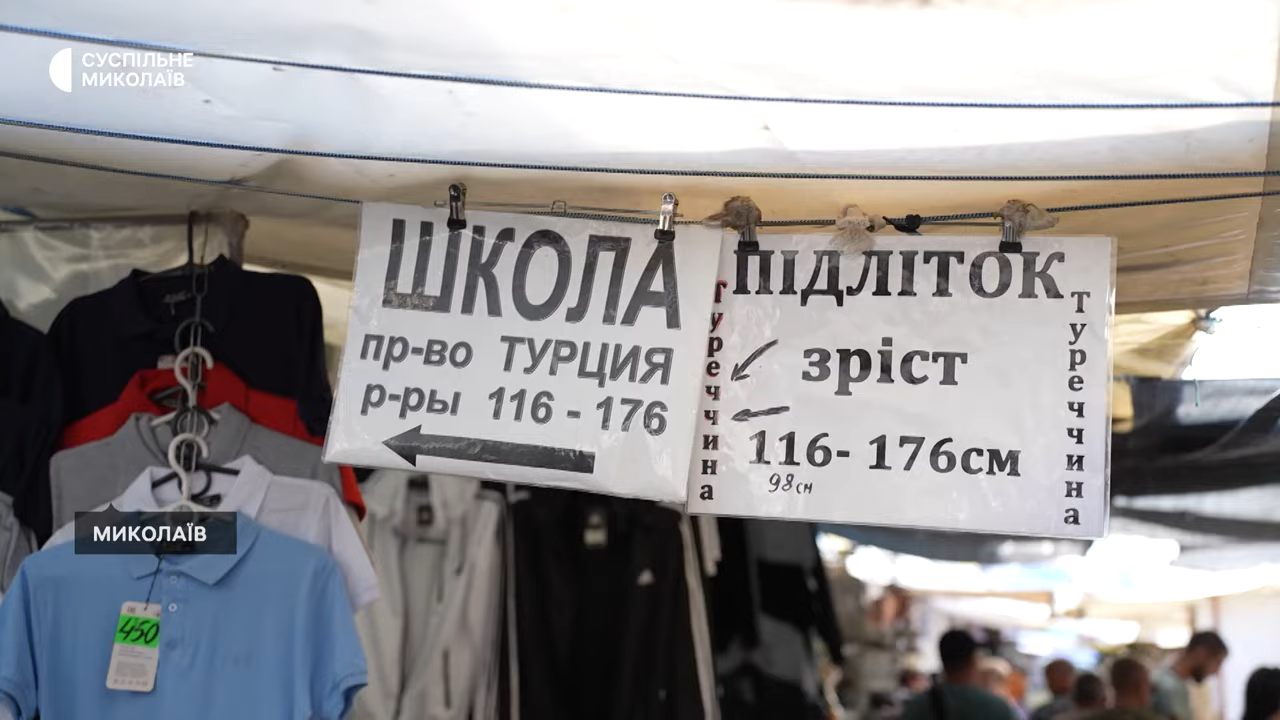 СУСПІЛЬНЕ
МИКОЛАЇВ
ШКОЛА
пр-во ТУРЦИЯ
р-ры 116 - 176
ПІДЛІТОК
Туреччина
зріст
116- 176см
98см
Туреччина
МИКОЛАЇВ
450